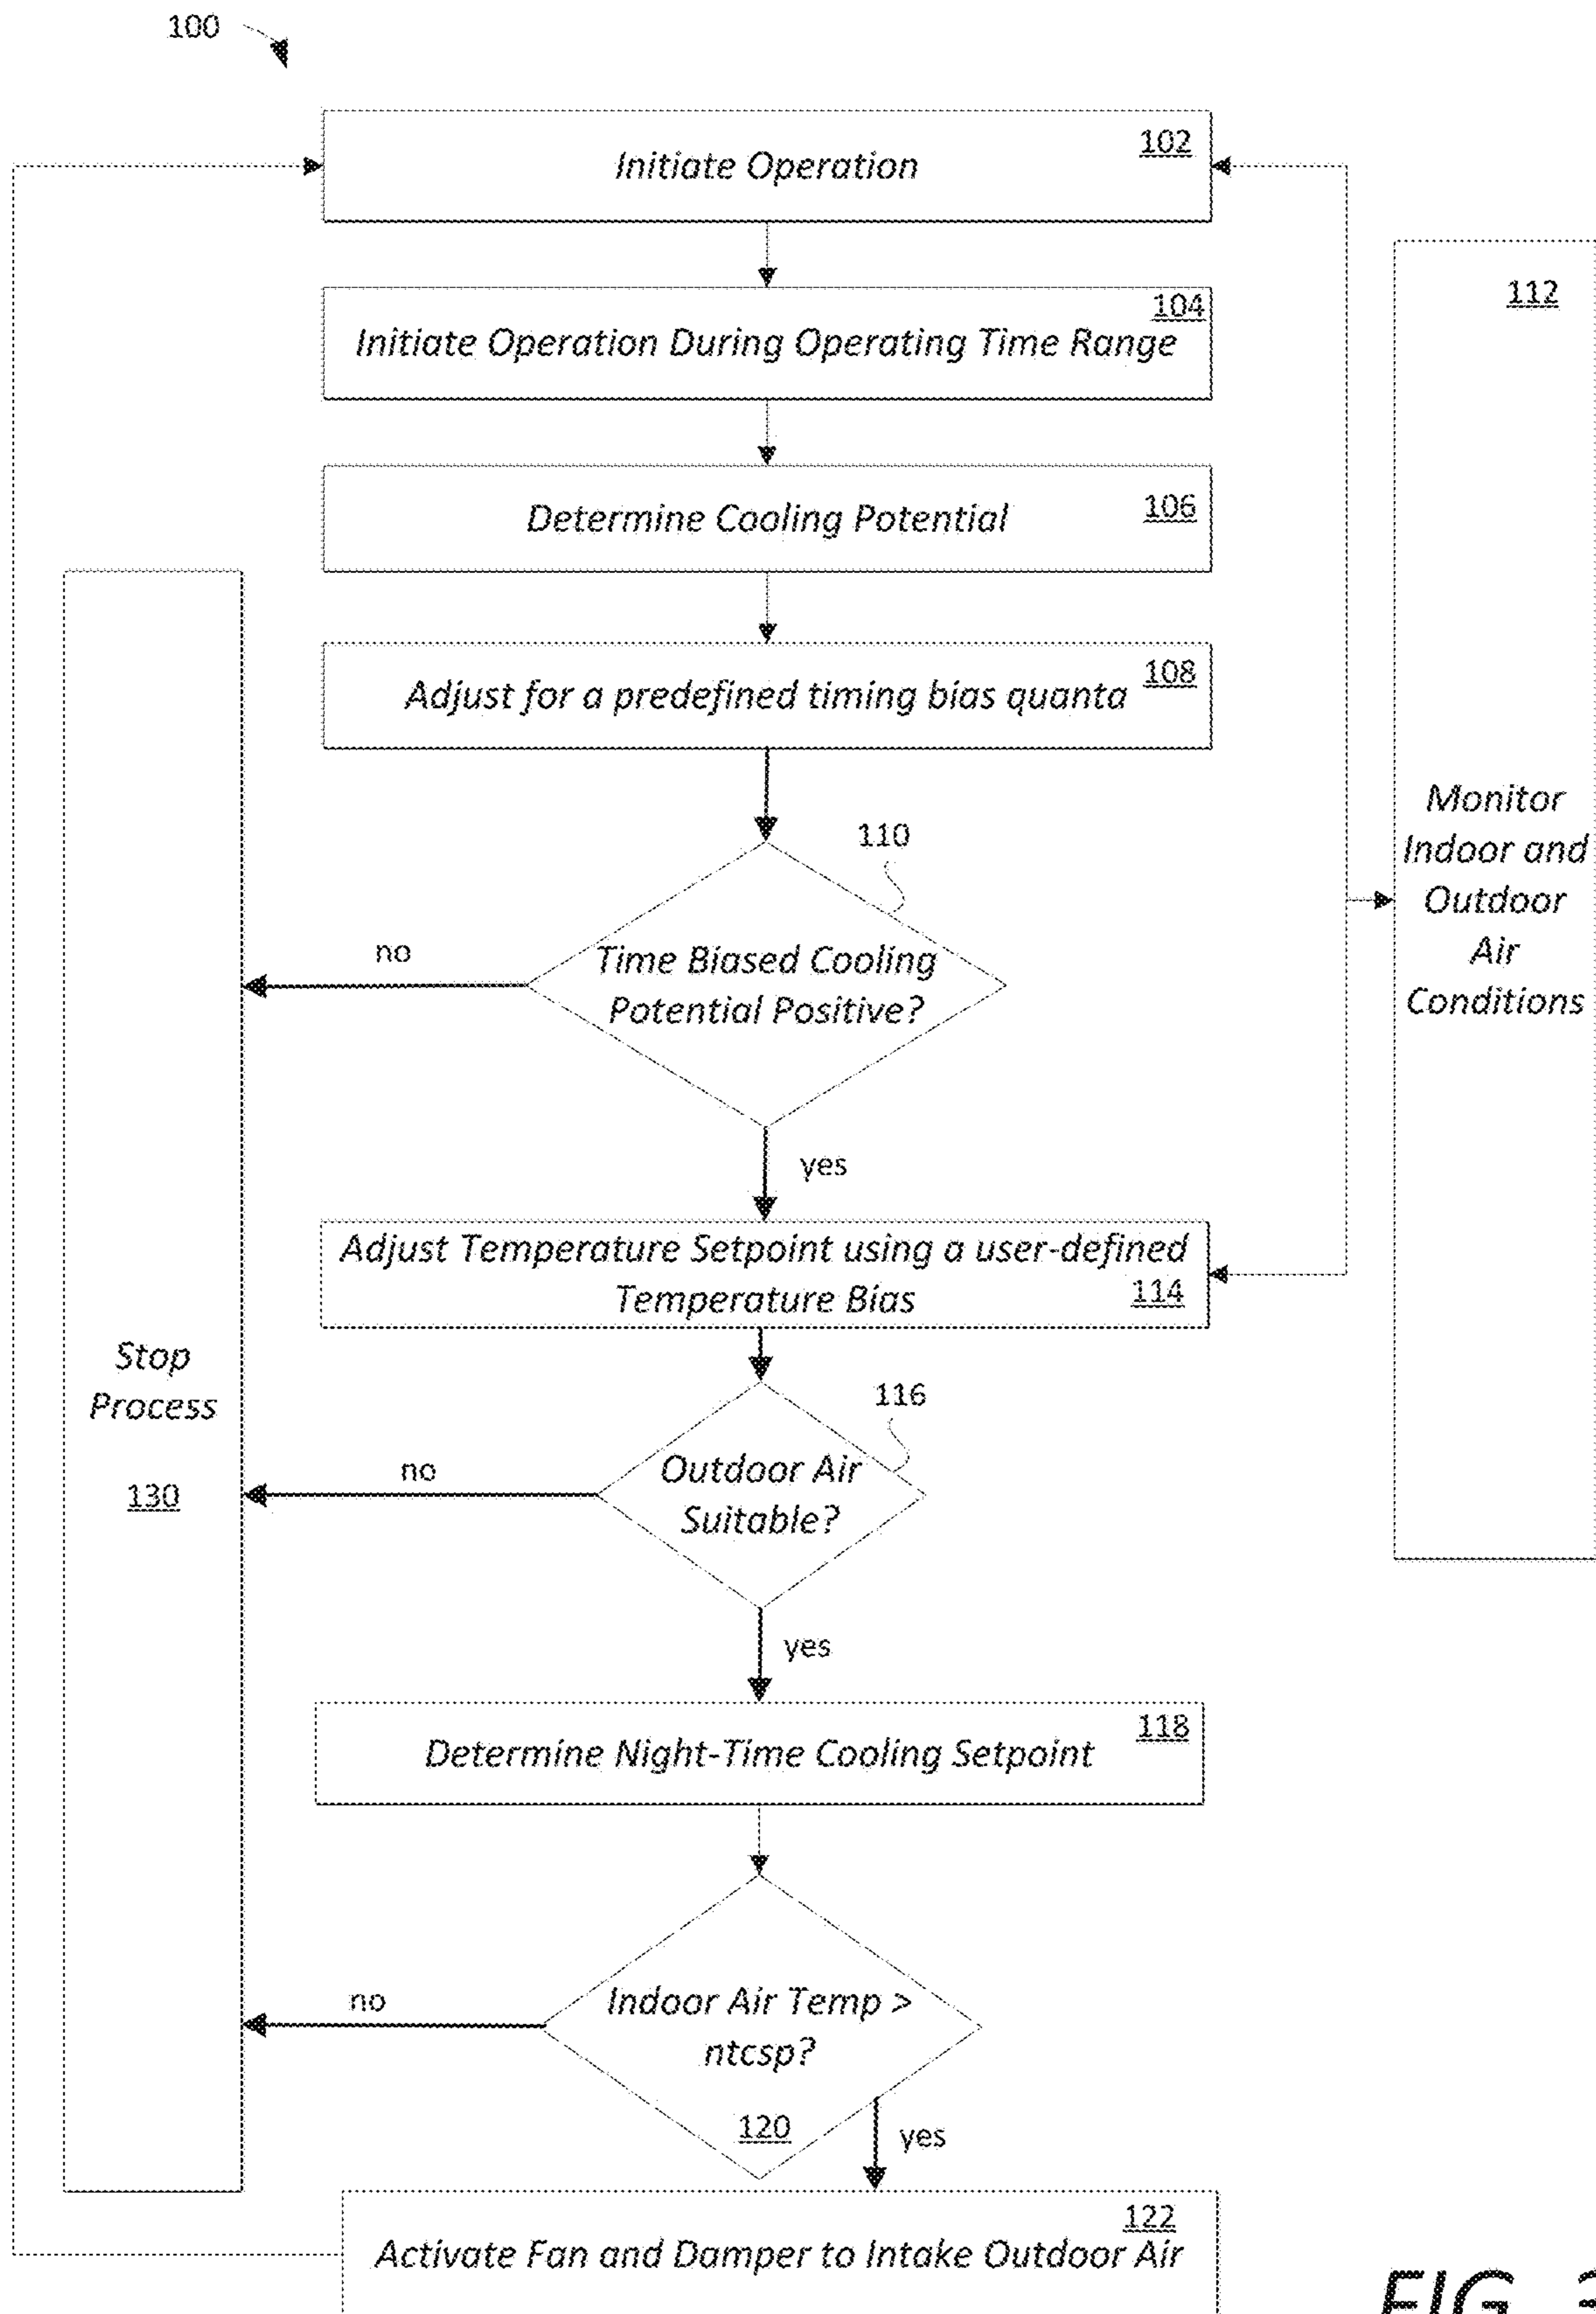 100
102
Initiate Operation
104
Initiate Operation During Operating Time Range
112
106
Determine Cooling Potential
108
Adjust for a predefined timing bias quanta
110
Monitor
Indoor and
Outdoor
Air
Conditions
no
Time Biased Cooling
Potential Positive?
yes
Adjust Temperature Setpoint using a user-defined
Temperature Bias
114
Stop
Process
130
116
no
Outdoor Air
Suitable?
yes
118
Determine Night-Time Cooling Setpoint
no
Indoor Air Temp >
ntcsp?
120
yes
122
Activate Fan and Damper to Intake Outdoor Air
FIG.